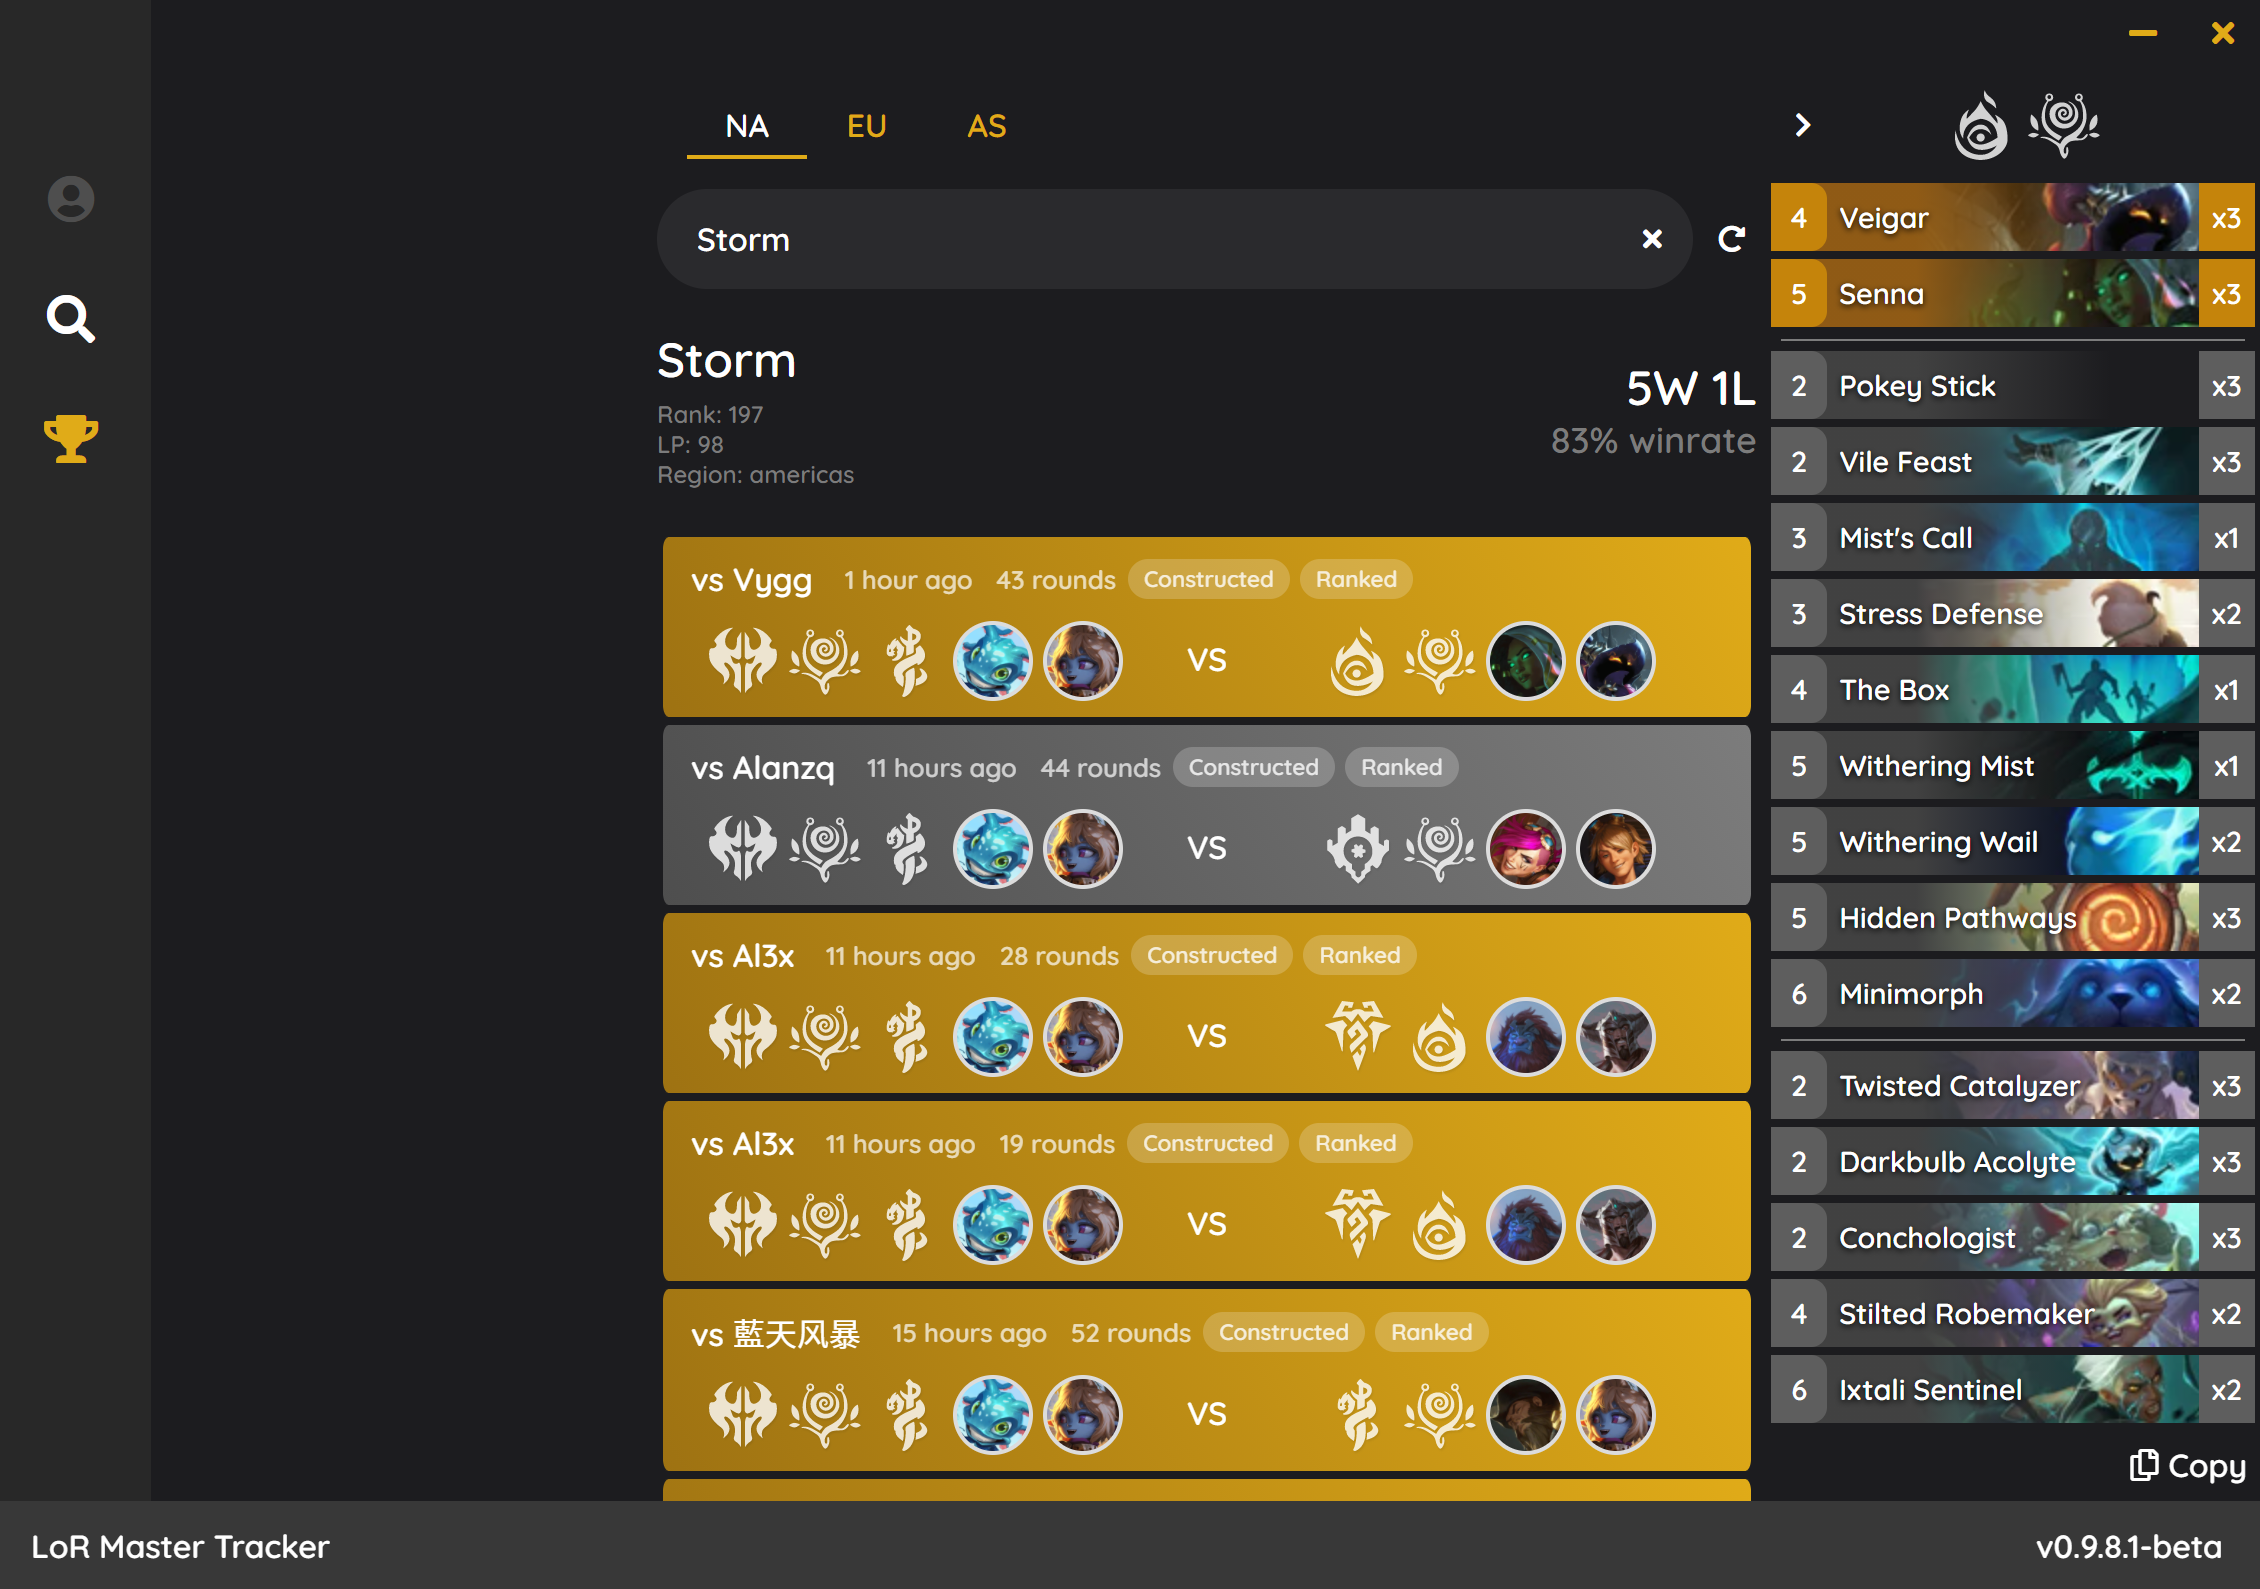 NA EU AS
Storm
Storm
Rank: 197
LP: 98
Region: americas
5W 1L
83% winrate
vs Vygg 1 hour ago 43 rounds Constructed Ranked
VS
vs Alanzq 11 hours ago 44 rounds Constructed Ranked
VS
vs Al3x 11 hours ago 28 rounds Constructed Ranked
VS
vs Al3x 11 hours ago 19 rounds Constructed Ranked
VS
vs 藍天风暴 15 hours ago 52 rounds Constructed Ranked
VS
4 Veigar x3
5 Senna x3
2 Pokey Stick x3
2 Vile Feast x3
3 Mist's Call x1
3 Stress Defense x2
4 The Box x1
5 Withering Mist x1
5 Withering Wail x2
5 Hidden Pathways x3
6 Minimorph x2
2 Twisted Catalyzer x3
2 Darkbulb Acolyte x3
2 Conchologist x3
4 Stilted Robemaker x2
6 Ixtali Sentinel x2
Copy
LoR Master Tracker
v0.9.8.1-beta